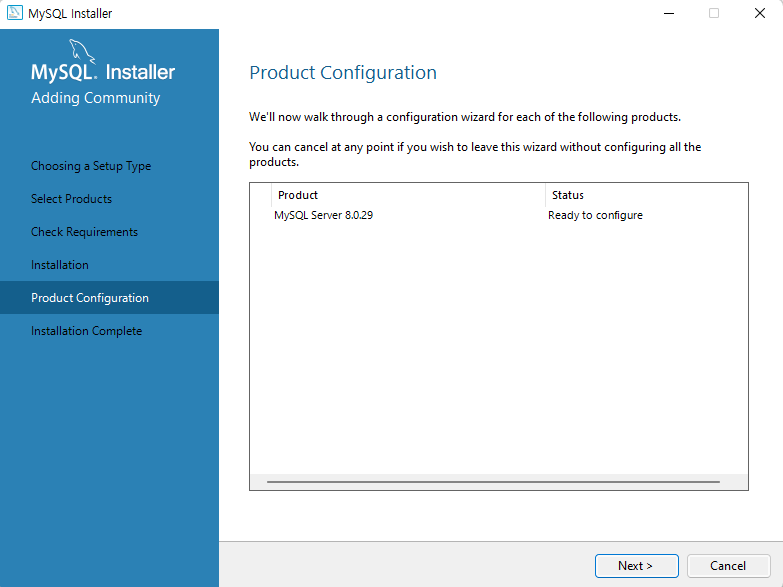 MySQL Installer
MySQL. Installer
Adding Community
Choosing a Setup Type
Select Products
Check Requirements
Installation
Product Configuration
Installation Complete
Product Configuration
We'll now walk through a configuration wizard for each of the following products.
You can cancel at any point if you wish to leave this wizard without configuring all the
products.
Product Status
MySQL Server 8.0.29 Ready to configure
Next > Cancel